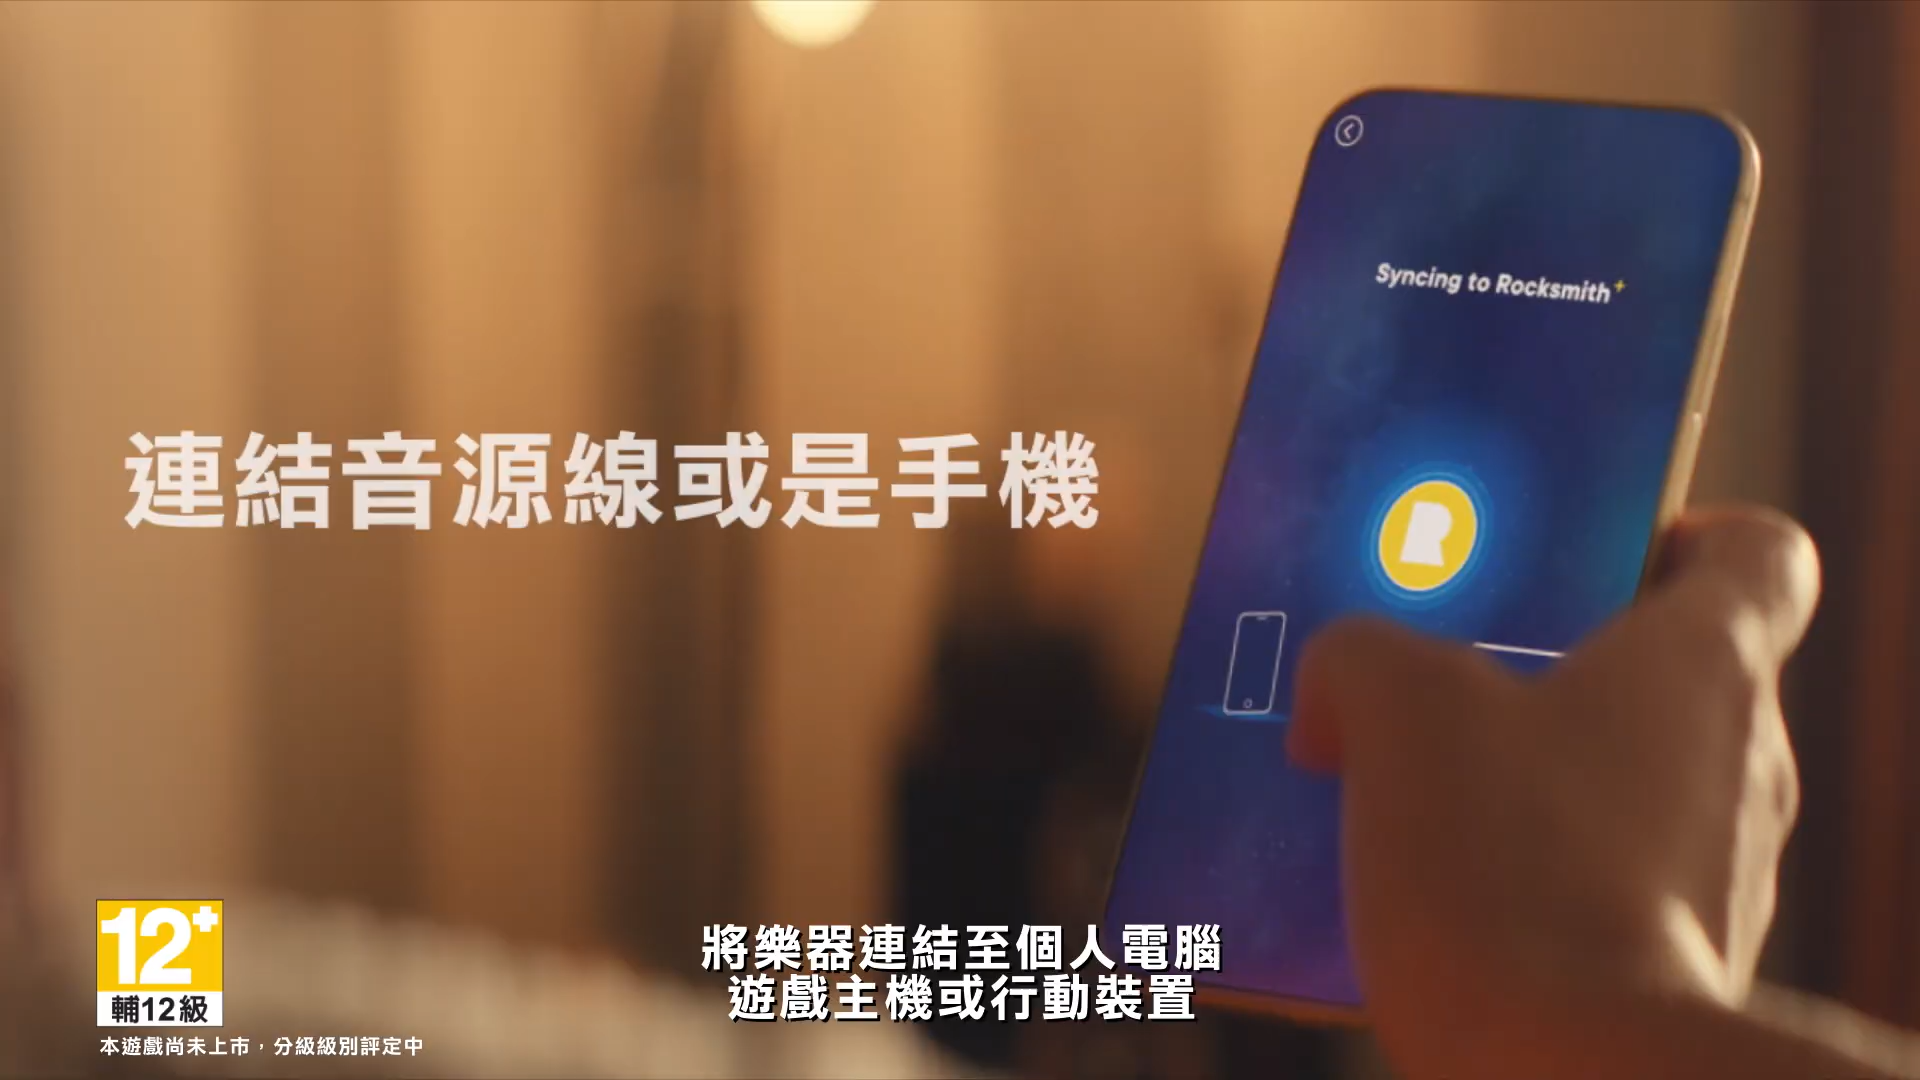 Syncing to Rocksmith+
連結音源線或是手機
R
12+
輔12級
將樂器連結至個人電腦
遊戲主機或行動裝置
本遊戲尚未上市，分級級別評定中